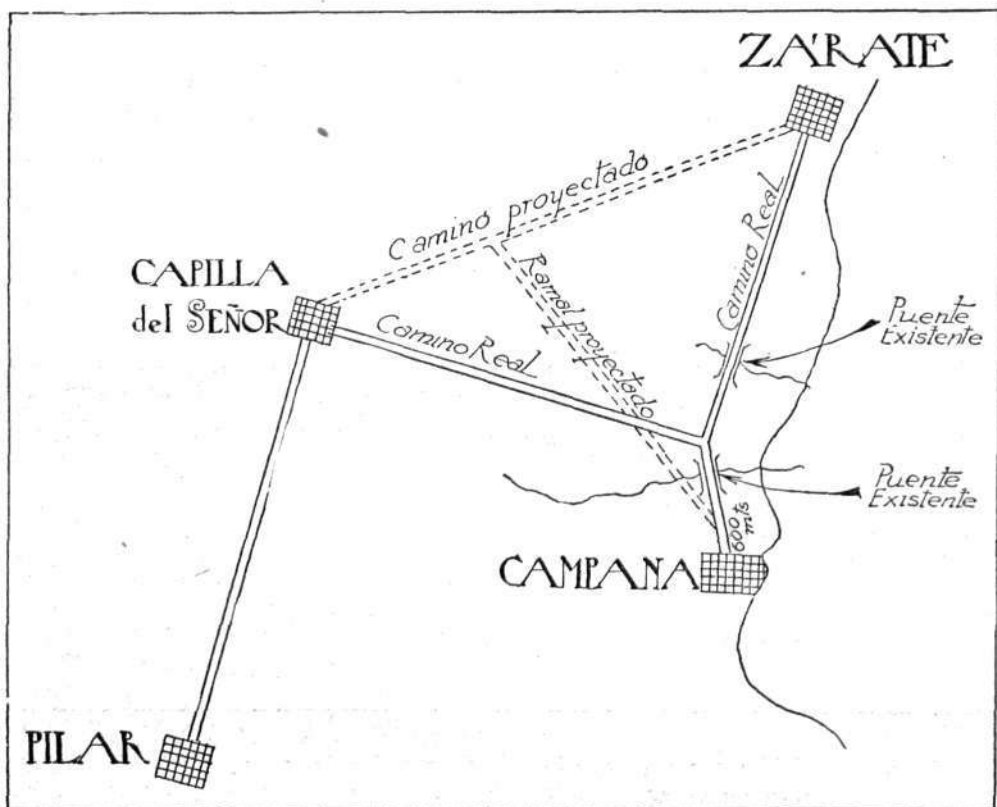 ZÁRATE
Camino proyectado
CAPILLA
del SEÑOR
Ramal proyectado
Camino Real
Camino Real
Puente
Existente
Puente
Existente
600
mts
CAMPANA
PILAR